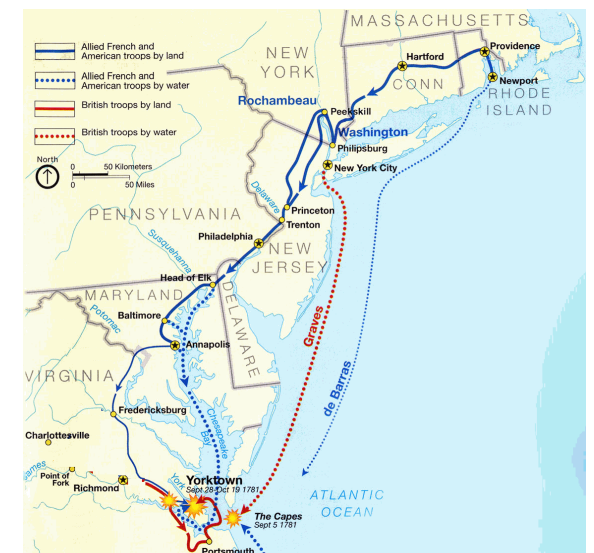 MASSACHUSETTS
Allied French and
American troops by land
Allied French and
American troops by water
British troops by land
British troops by water
North
0 50 Kilometers
0 50 Miles
NEW
YORK
Hartford
Providence
CONN
Newport
RHODE
ISLAND
Rochambeau
Peekskill
Washington
Philipsburg
New York City
Delaware
Princeton
Trenton
PENNSYLVANIA
Philadelphia
NEW
JERSEY
Susquehanna
Head of Elk
MARYLAND
DELAWARE
Potomac
Baltimore
Annapolis
Graves
de Barras
VIRGINIA
Fredericksburg
Chesapeake
Bay
Charlottesville
James
Point of
Fork
Richmond
York
Yorktown
Sept 28-Oct 19 1781
The Capes
Sept 5 1781
ATLANTIC
OCEAN
Portsmouth